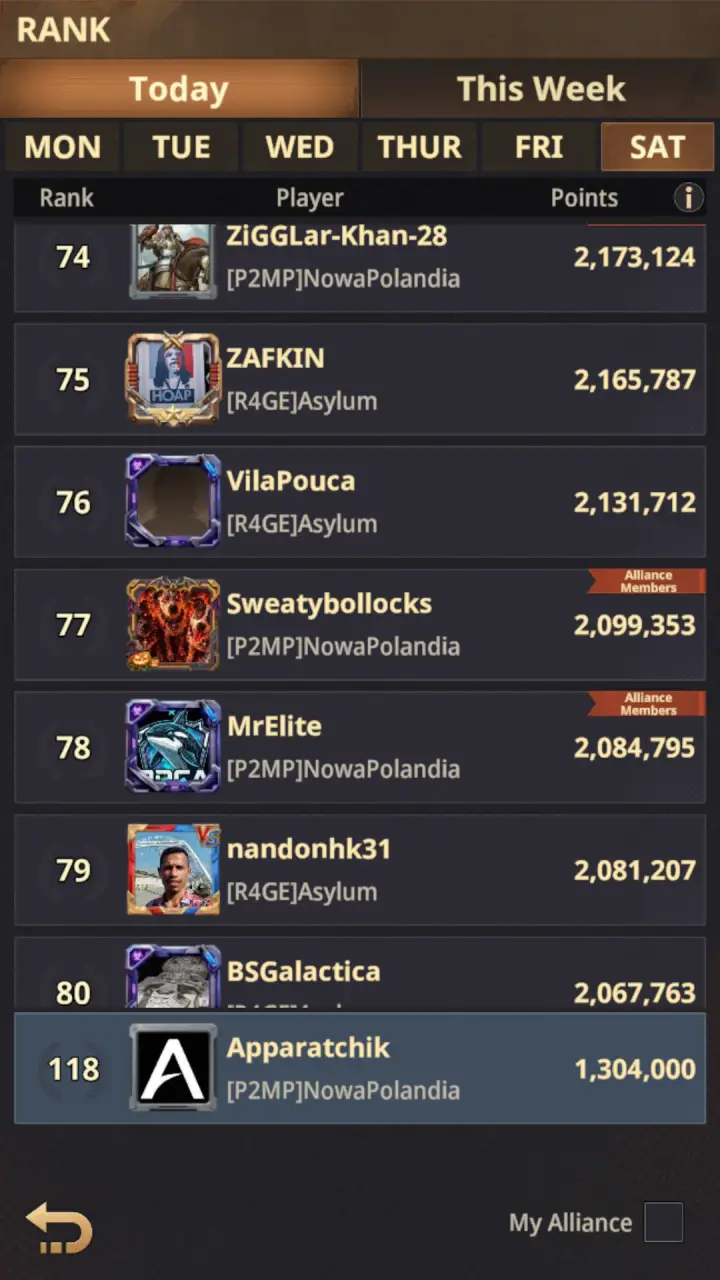 RANK
Today
This Week
MON
TUE
WED
THUR
FRI
SAT
Rank
Player
Points
74
ZiGGLar-Khan-28
[P2MP]NowaPolandia
2,173,124
75
HOAP
ZAFKIN
[R4GE]Asylum
2,165,787
76
VilaPouca
[R4GE]Asylum
2,131,712
77
Sweatybollocks
[P2MP]NowaPolandia
Alliance
Members
2,099,353
78
MrElite
[P2MP]NowaPolandia
Alliance
Members
2,084,795
79
VS
nandonhk31
[R4GE]Asylum
2,081,207
80
BSGalactica
2,067,763
118
A
Apparatchik
[P2MP]NowaPolandia
1,304,000
My Alliance